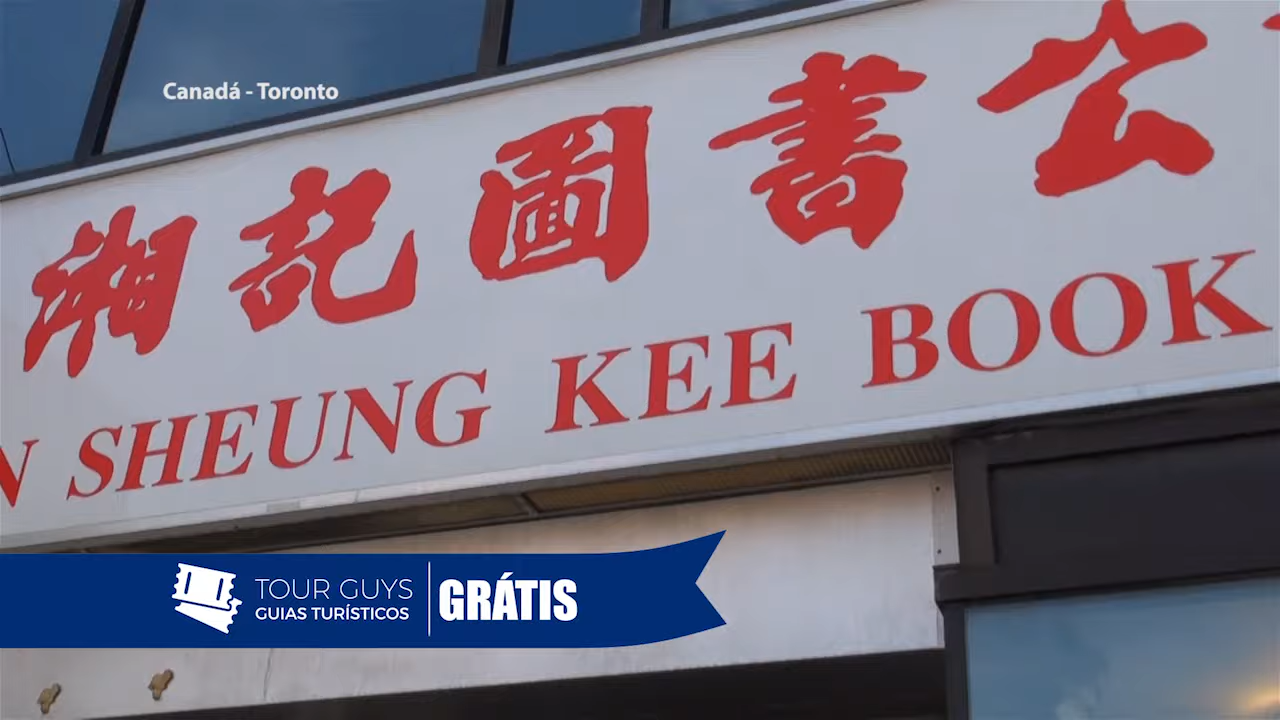 Canadá - Toronto
湘記圖書公
SHEUNG KEE BOOK
TOUR GUYS
GUIAS TURÍSTICOS
GRÁTIS